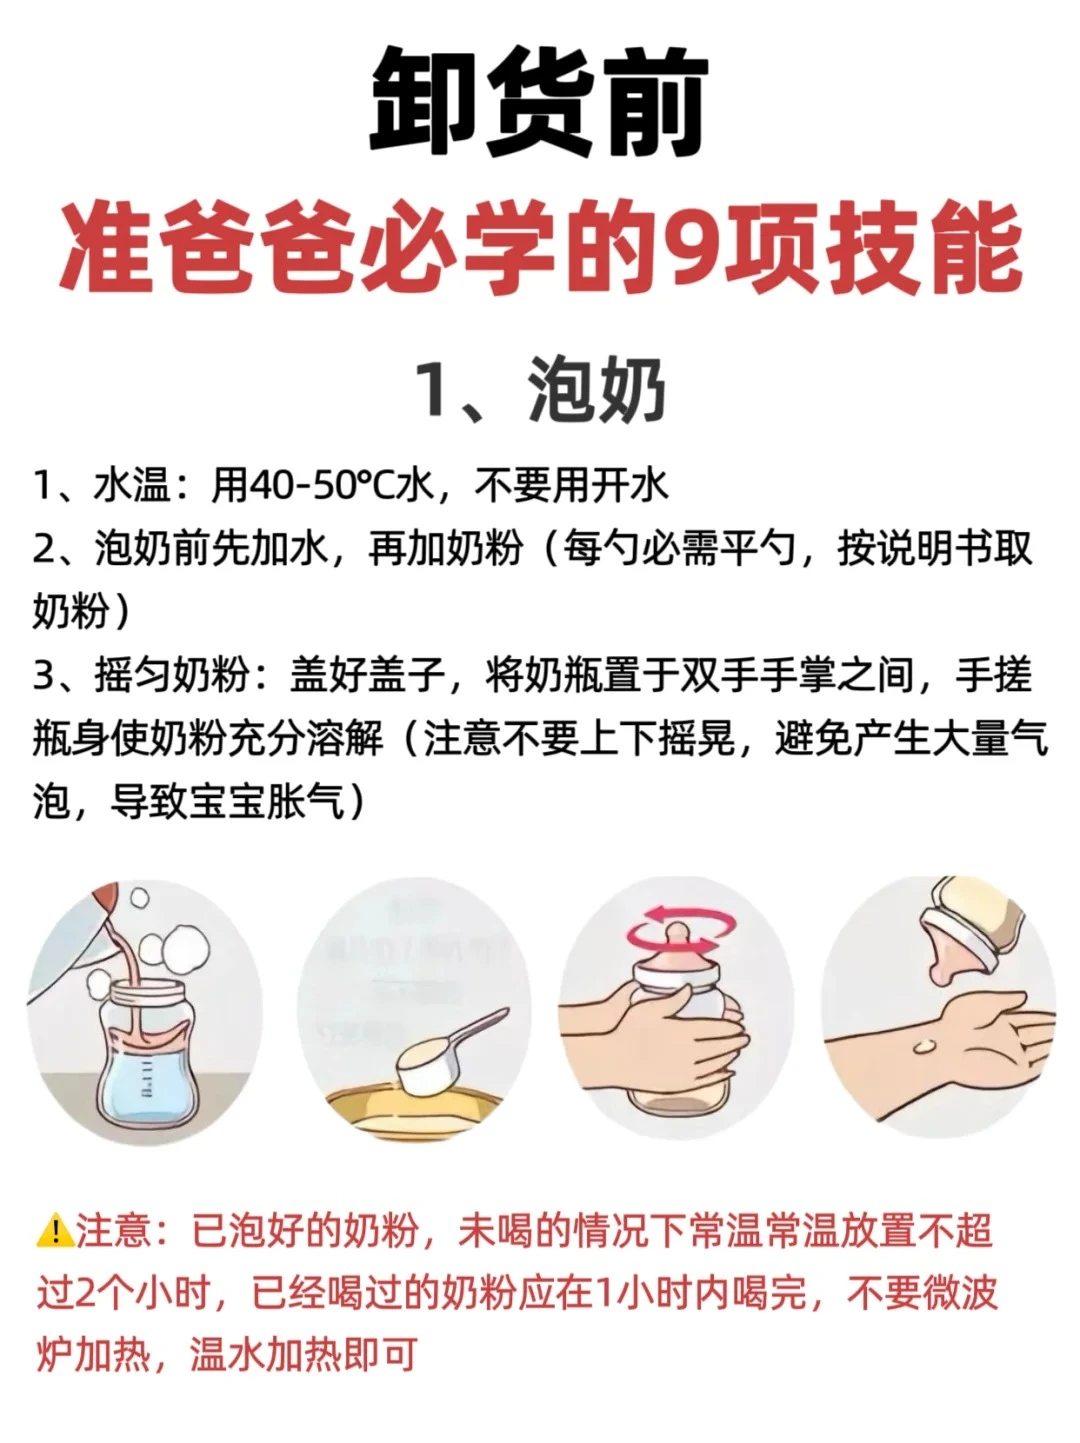 卸货前
准爸爸必学的9项技能
1、泡奶
1、水温：用40-50℃水，不要用开水
2、泡奶前先加水，再加奶粉（每勺必需平勺，按说明书取
奶粉）
3、摇匀奶粉：盖好盖子，将奶瓶置于双手手掌之间，手搓
瓶身使奶粉充分溶解（注意不要上下摇晃，避免产生大量气
泡，导致宝宝胀气）
⚠️注意：已泡好的奶粉，未喝的情况下常温常温放置不超
过2个小时，已经喝过的奶粉应在1小时内喝完，不要微波
炉加热，温水加热即可